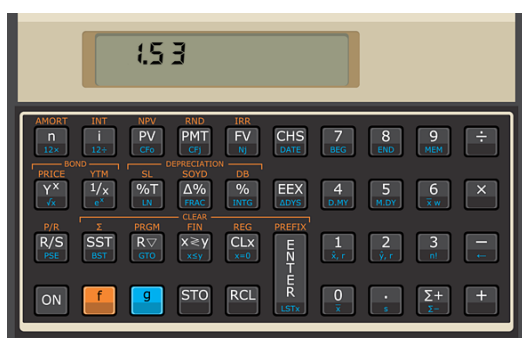 1.53
AMORT INT NPV RND IRR
n i PV PMT FV CHS 7 8 9 ÷
12× 12÷ CFo CFj Nj DATE BEG END MEM
BOND DEPRECIATION
PRICE YTM SL SOYD DB
Yx 1/x %T Δ% % EEX 4 5 6 ×
√x ex LN FRAC INTG ΔDYS D.MY M.DY x̄ w
CLEAR
P/R Σ PRGM FIN REG PREFIX
R/S SST R▽ x≷y CLx ENTER 1 2 3 −
PSE BST GTO x≤y x=0 x̂, r ŷ, r n! ←
ON f g STO RCL 0 . Σ+ +
LSTx x̄ s Σ−